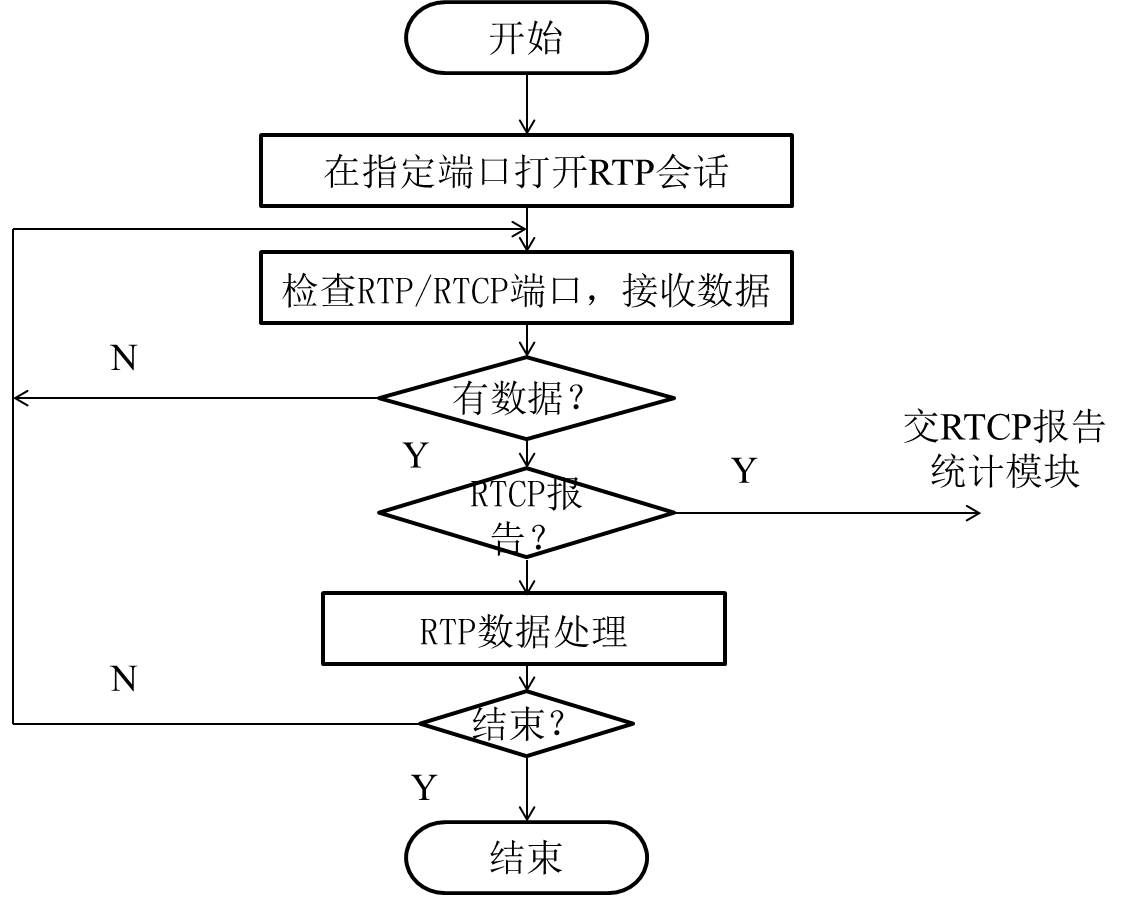 开始
在指定端口打开RTP会话
检查RTP/RTCP端口，接收数据
N
有数据？
Y
交RTCP报告
统计模块
Y
RTCP报
告？
RTP数据处理
N
结束？
Y
结束